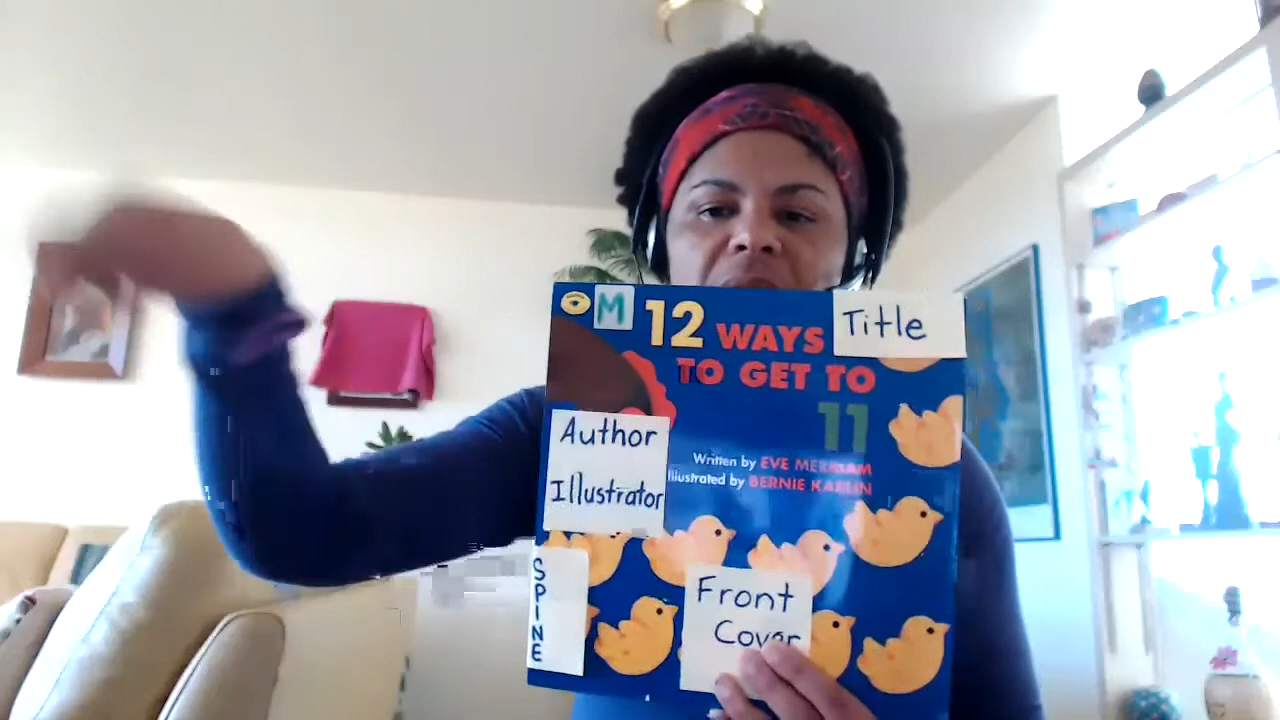 M
12 WAYS
TO GET TO
11
Title
Author
Illustrator
Written by EVE MERRIAM
Illustrated by BERNIE KARLIN
SPINE
Front
Cover